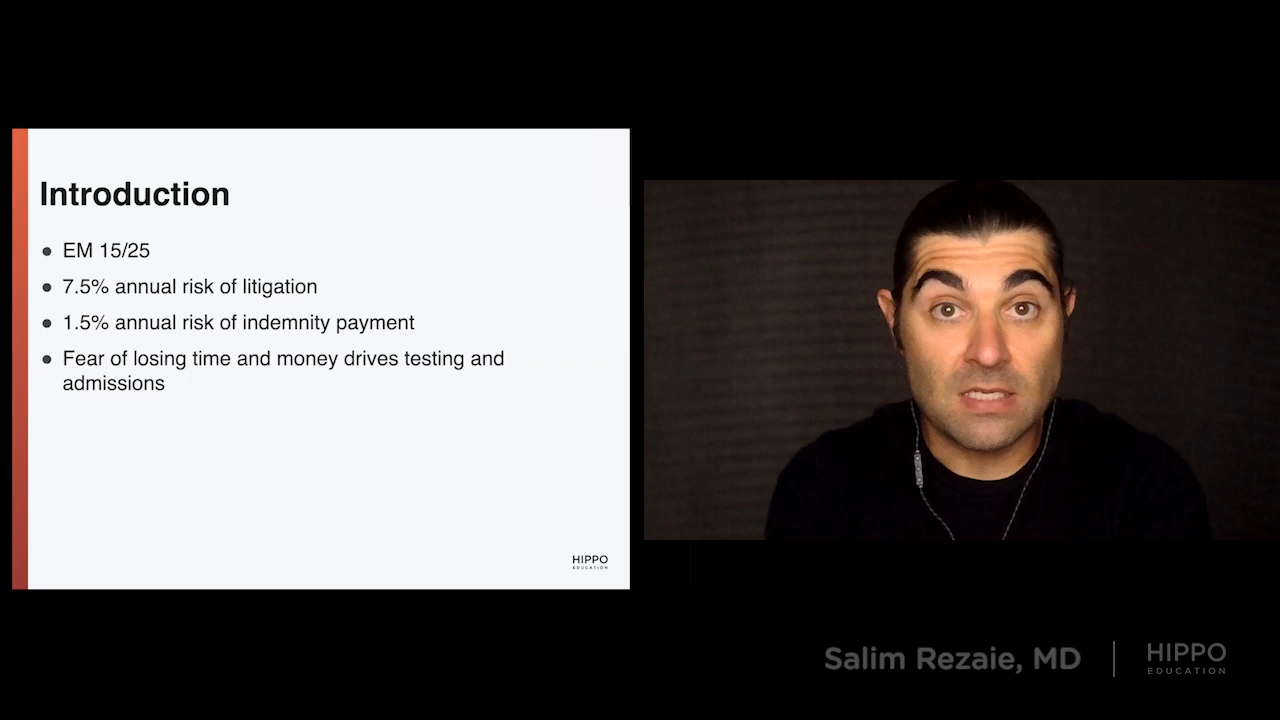 Introduction
• EM 15/25
• 7.5% annual risk of litigation
• 1.5% annual risk of indemnity payment
• Fear of losing time and money drives testing and
admissions
HIPPO
EDUCATION
Salim Rezaie, MD
HIPPO
EDUCATION